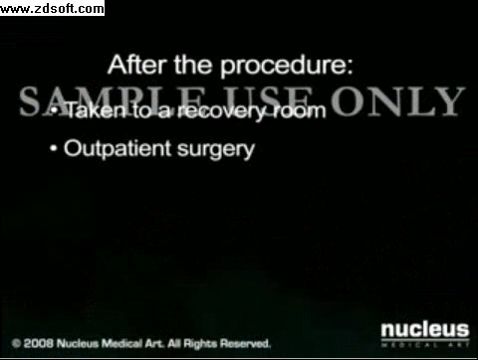 www.zdsoft.com
After the procedure:
SAMPLE USE ONLY
• Taken to a recovery room
• Outpatient surgery
nucleus
MEDICAL ART
© 2008 Nucleus Medical Art. All Rights Reserved.